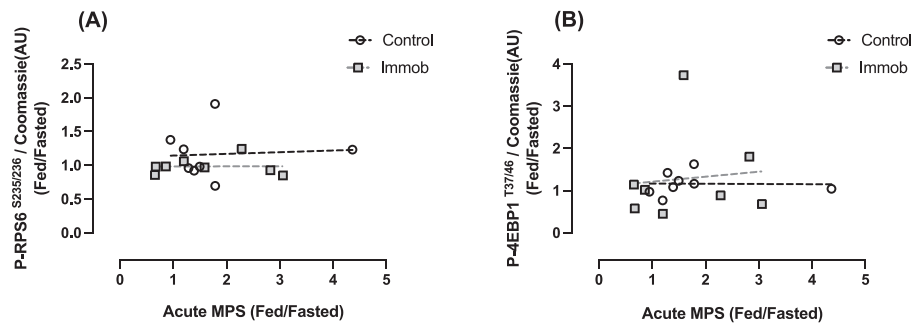 (A)
Control
Immob
P-RPS6 S235/236 / Coomassie(AU)
(Fed/Fasted)
2.5
2.0
1.5
1.0
0.5
0.0
0 1 2 3 4 5
Acute MPS (Fed/Fasted)
(B)
Control
Immob
P-4EBP1 T37/46 / Coomassie(AU)
(Fed/Fasted)
4
3
2
1
0
0 1 2 3 4 5
Acute MPS (Fed/Fasted)